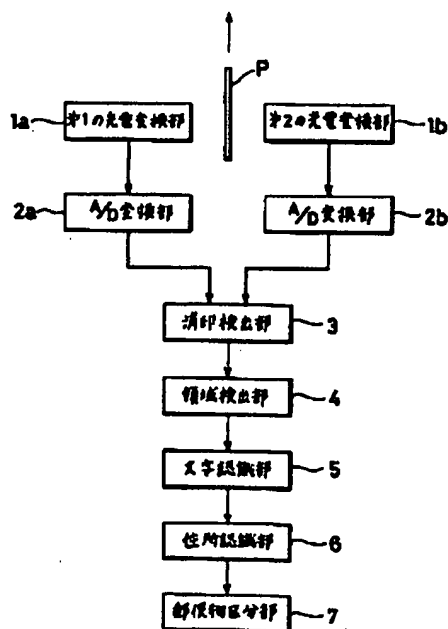 P
1a 第1の光電変換部 第2の光電変換部 1b
2a A/D変換部 A/D変換部 2b
消印検出部 3
領域検出部 4
文字認識部 5
住所認識部 6
郵便物区分部 7